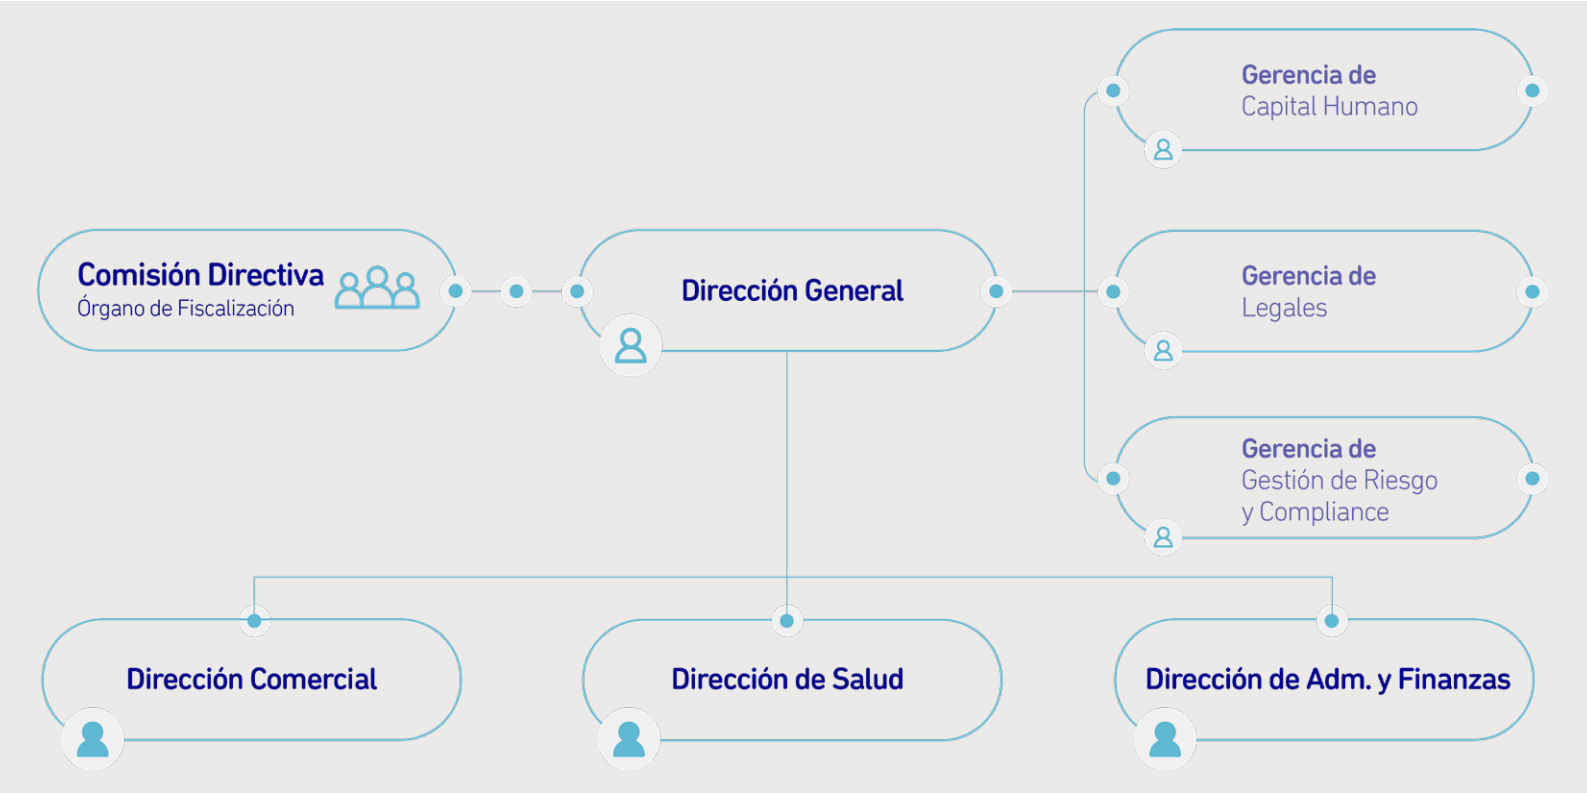 Gerencia de
Capital Humano
Comisión Directiva
Órgano de Fiscalización
Dirección General
Gerencia de
Legales
Gerencia de
Gestión de Riesgo
y Compliance
Dirección Comercial
Dirección de Salud
Dirección de Adm. y Finanzas